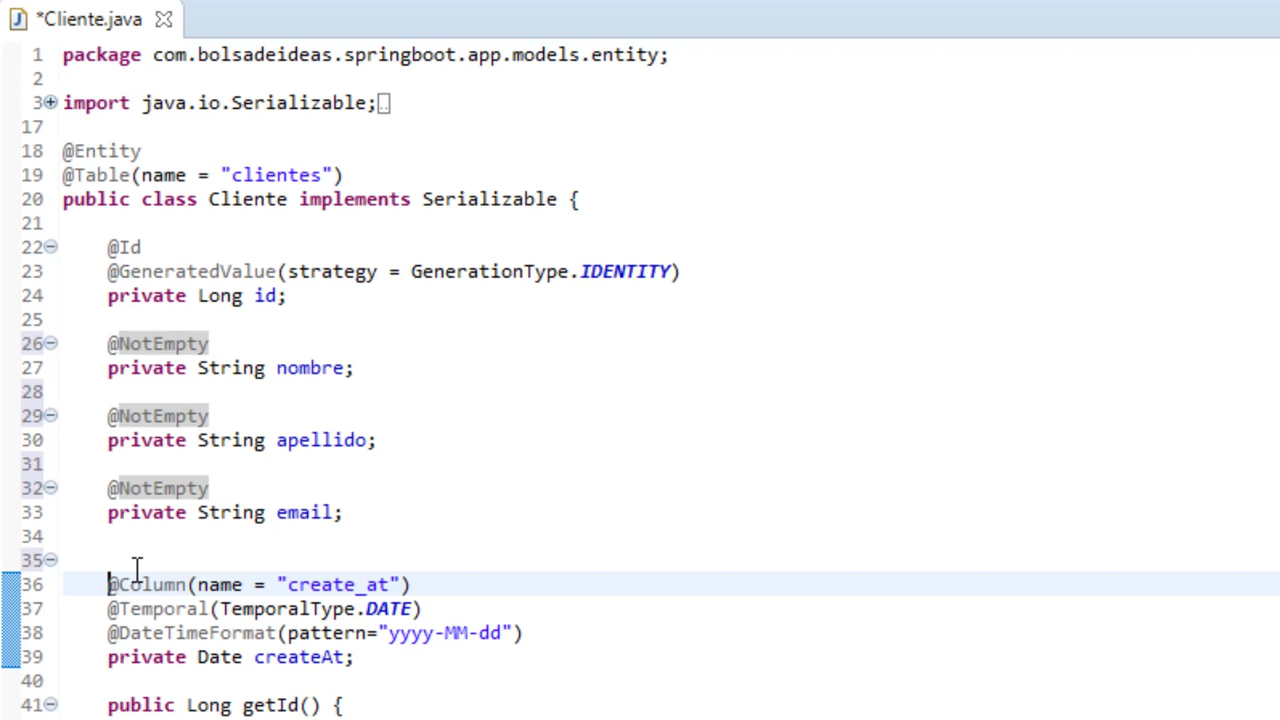 *Cliente.java
1 package com.bolsadeideas.springboot.app.models.entity;
2
3 import java.io.Serializable;
17
18 @Entity
19 @Table(name = "clientes")
20 public class Cliente implements Serializable {
21
22 @Id
23 @GeneratedValue(strategy = GenerationType.IDENTITY)
24 private Long id;
25
26 @NotEmpty
27 private String nombre;
28
29 @NotEmpty
30 private String apellido;
31
32 @NotEmpty
33 private String email;
34
35
36 @Column(name = "create_at")
37 @Temporal(TemporalType.DATE)
38 @DateTimeFormat(pattern="yyyy-MM-dd")
39 private Date createAt;
40
41 public Long getId() {